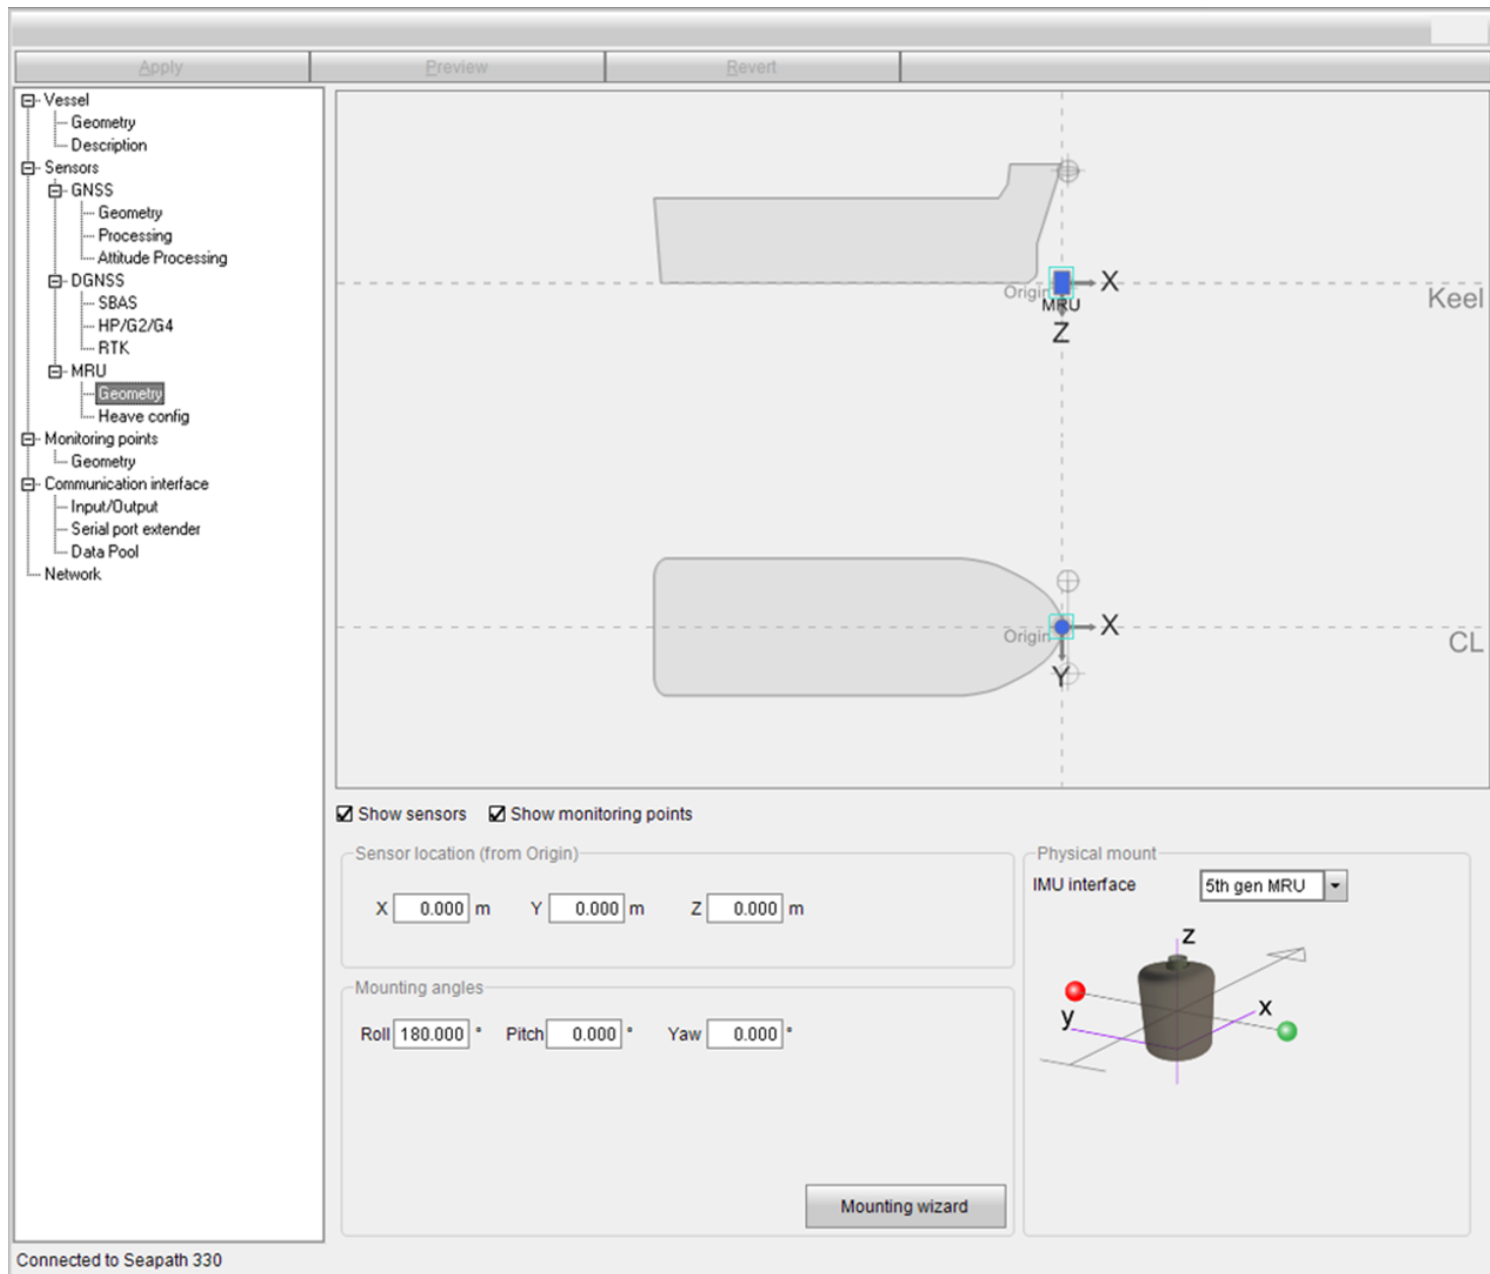 Apply Preview Revert
Vessel
Geometry
Description
Sensors
GNSS
Geometry
Processing
Attitude Processing
DGNSS
SBAS
HP/G2/G4
RTK
MRU
Geometry
Heave config
Monitoring points
Geometry
Communication interface
Input/Output
Serial port extender
Data Pool
Network
X
Origin
MRU
Z
Keel
X
Origin
Y
CL
Show sensors Show monitoring points
Sensor location (from Origin)
X 0.000 m Y 0.000 m Z 0.000 m
Mounting angles
Roll 180.000 ° Pitch 0.000 ° Yaw 0.000 °
Mounting wizard
Physical mount
IMU interface 5th gen MRU
z
y
x
Connected to Seapath 330